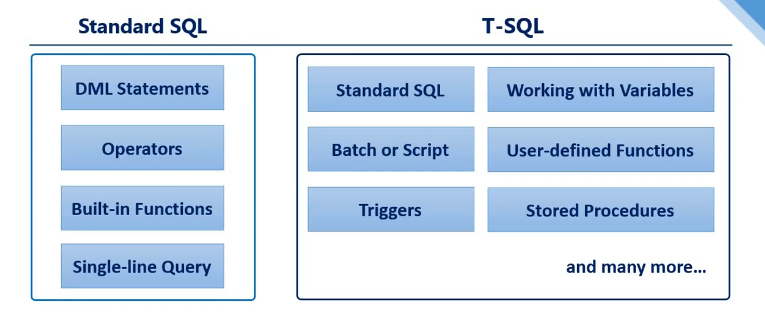 Standard SQL
T-SQL
DML Statements
Operators
Built-in Functions
Single-line Query
Standard SQL
Working with Variables
Batch or Script
User-defined Functions
Triggers
Stored Procedures
and many more...